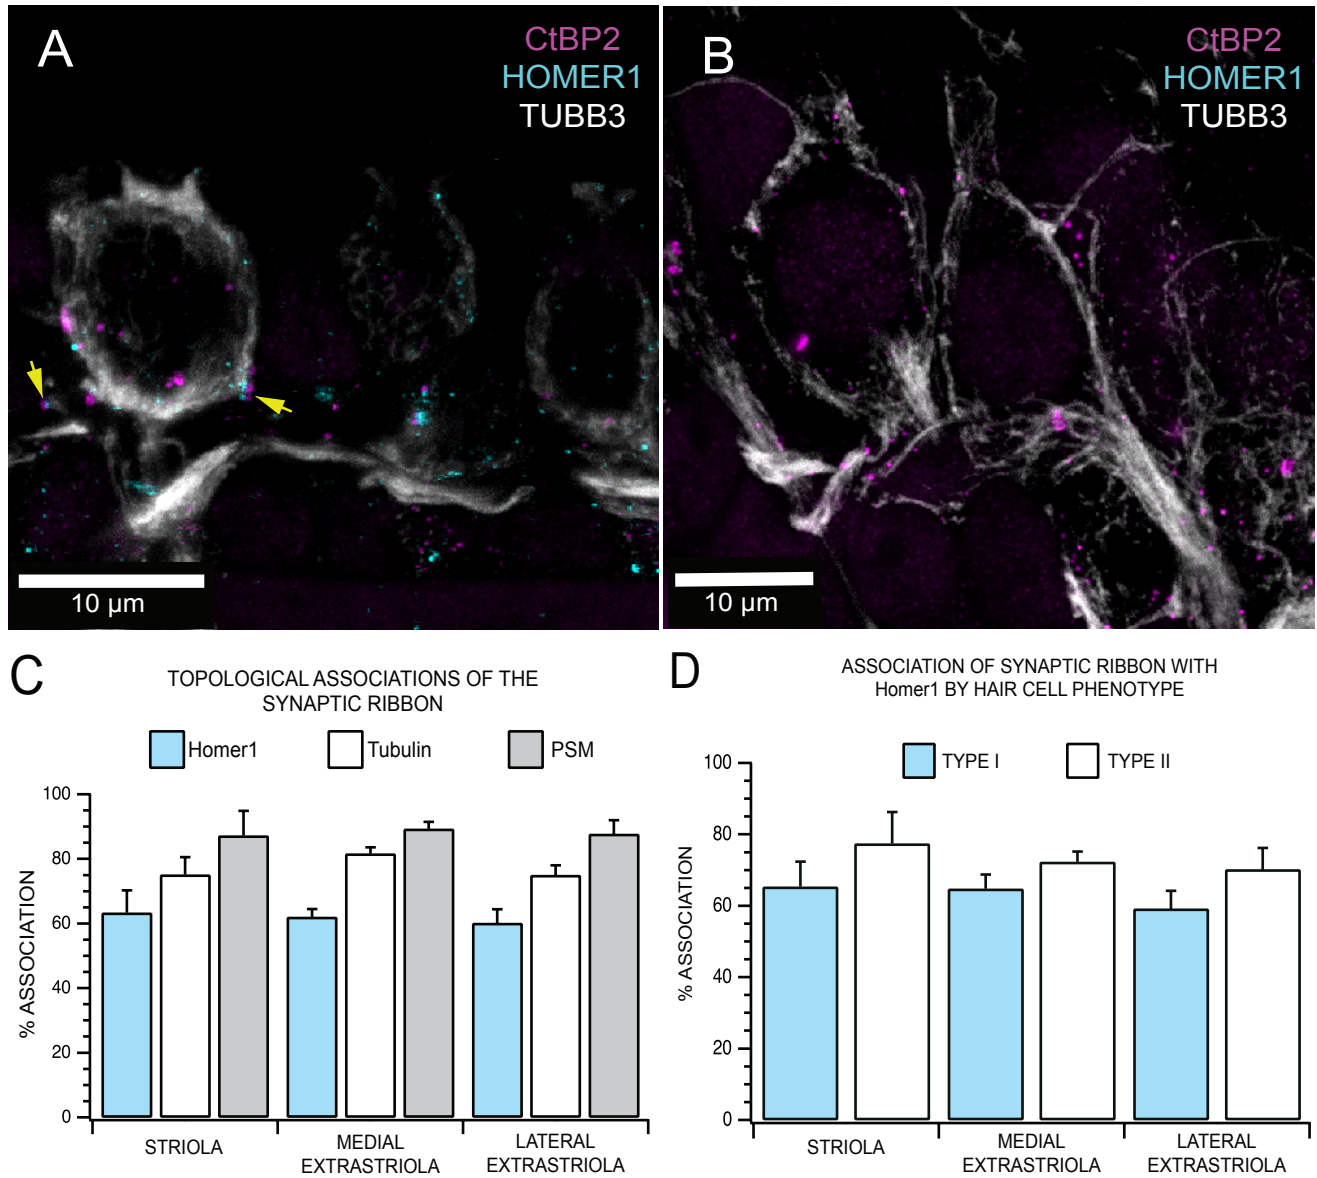 A
CtBP2
HOMER1
TUBB3
10 µm
B
CtBP2
HOMER1
TUBB3
10 µm
C
TOPOLOGICAL ASSOCIATIONS OF THE
SYNAPTIC RIBBON
Homer1
Tubulin
PSM
% ASSOCIATION
100
80
60
40
20
0
STRIOLA
MEDIAL
EXTRASTRIOLA
LATERAL
EXTRASTRIOLA
D
ASSOCIATION OF SYNAPTIC RIBBON WITH
Homer1 BY HAIR CELL PHENOTYPE
TYPE I
TYPE II
% ASSOCIATION
100
80
60
40
20
0
STRIOLA
MEDIAL
EXTRASTRIOLA
LATERAL
EXTRASTRIOLA